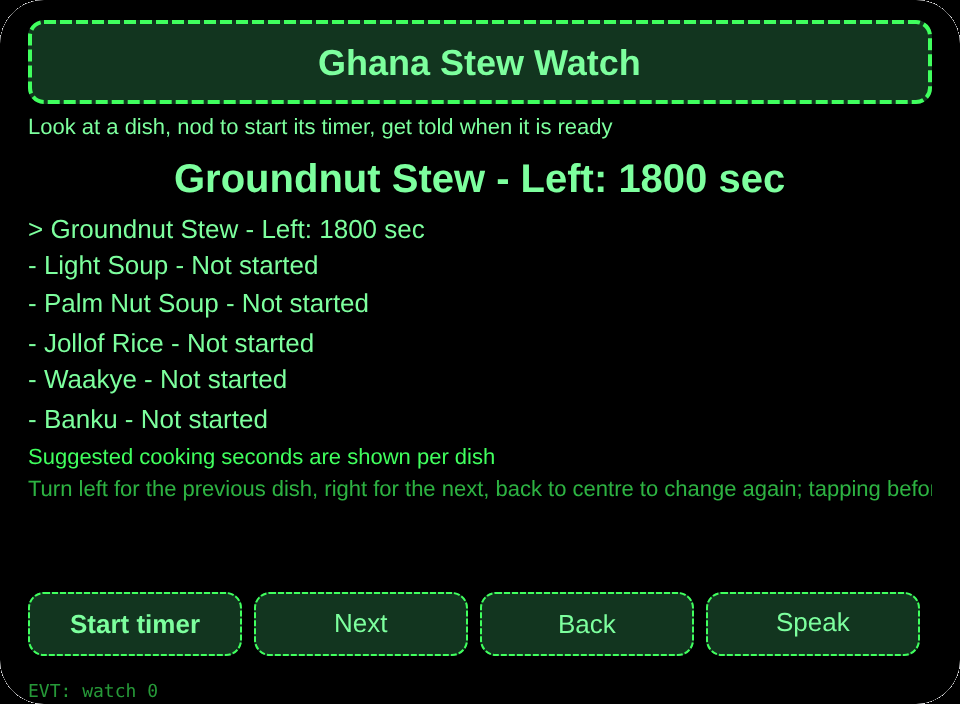 Ghana Stew Watch
Look at a dish, nod to start its timer, get told when it is ready
Groundnut Stew - Left: 1800 sec
> Groundnut Stew - Left: 1800 sec
- Light Soup - Not started
- Palm Nut Soup - Not started
- Jollof Rice - Not started
- Waakye - Not started
- Banku - Not started
Suggested cooking seconds are shown per dish
Turn left for the previous dish, right for the next, back to centre to change again; tapping
Start timer
Next
Back
Speak
EVT: watch 0